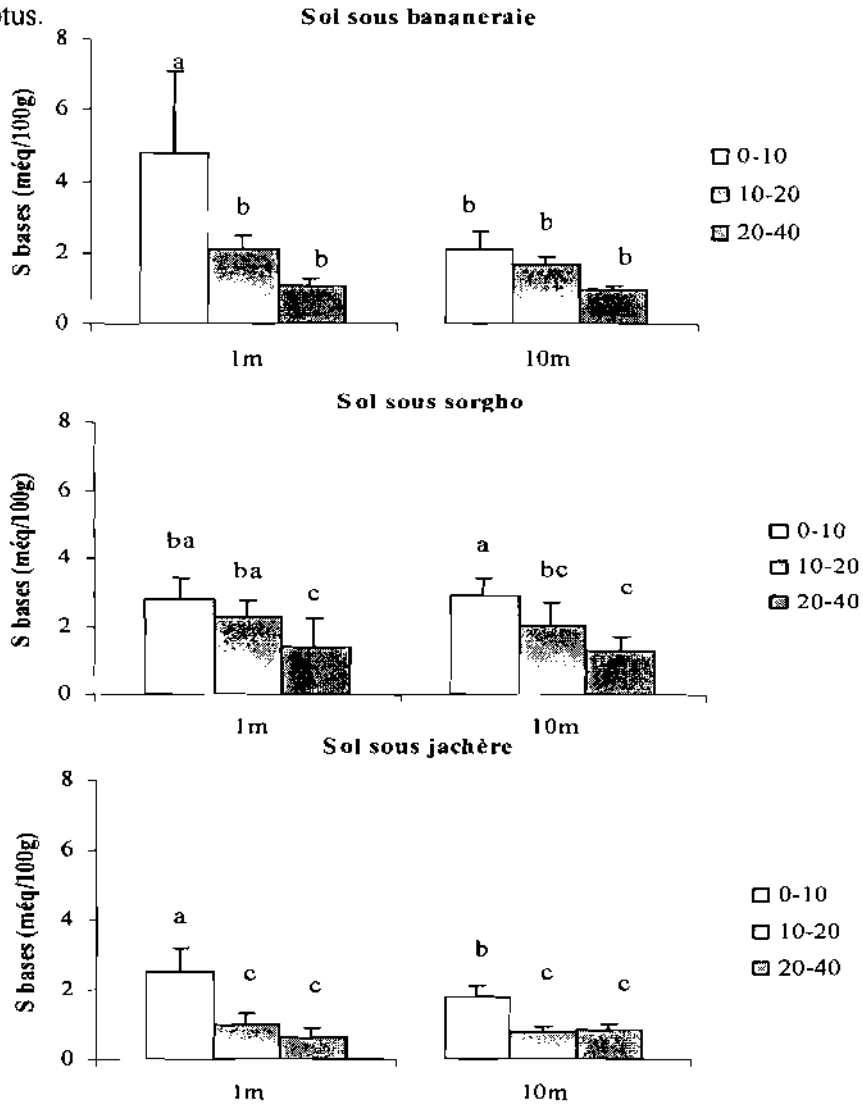 otus.
Sol sous bananeraie
S bases (méq/100g)
8
6
4
2
0
a
b
b
b
b
b
1m
10m
0-10
10-20
20-40
Sol sous sorgho
S bases (méq/100g)
8
6
4
2
0
ba
ba
c
a
bc
c
1m
10m
0-10
10-20
20-40
Sol sous jachère
S bases (méq/100g)
8
6
4
2
0
a
c
c
b
c
c
1m
10m
0-10
10-20
20-40